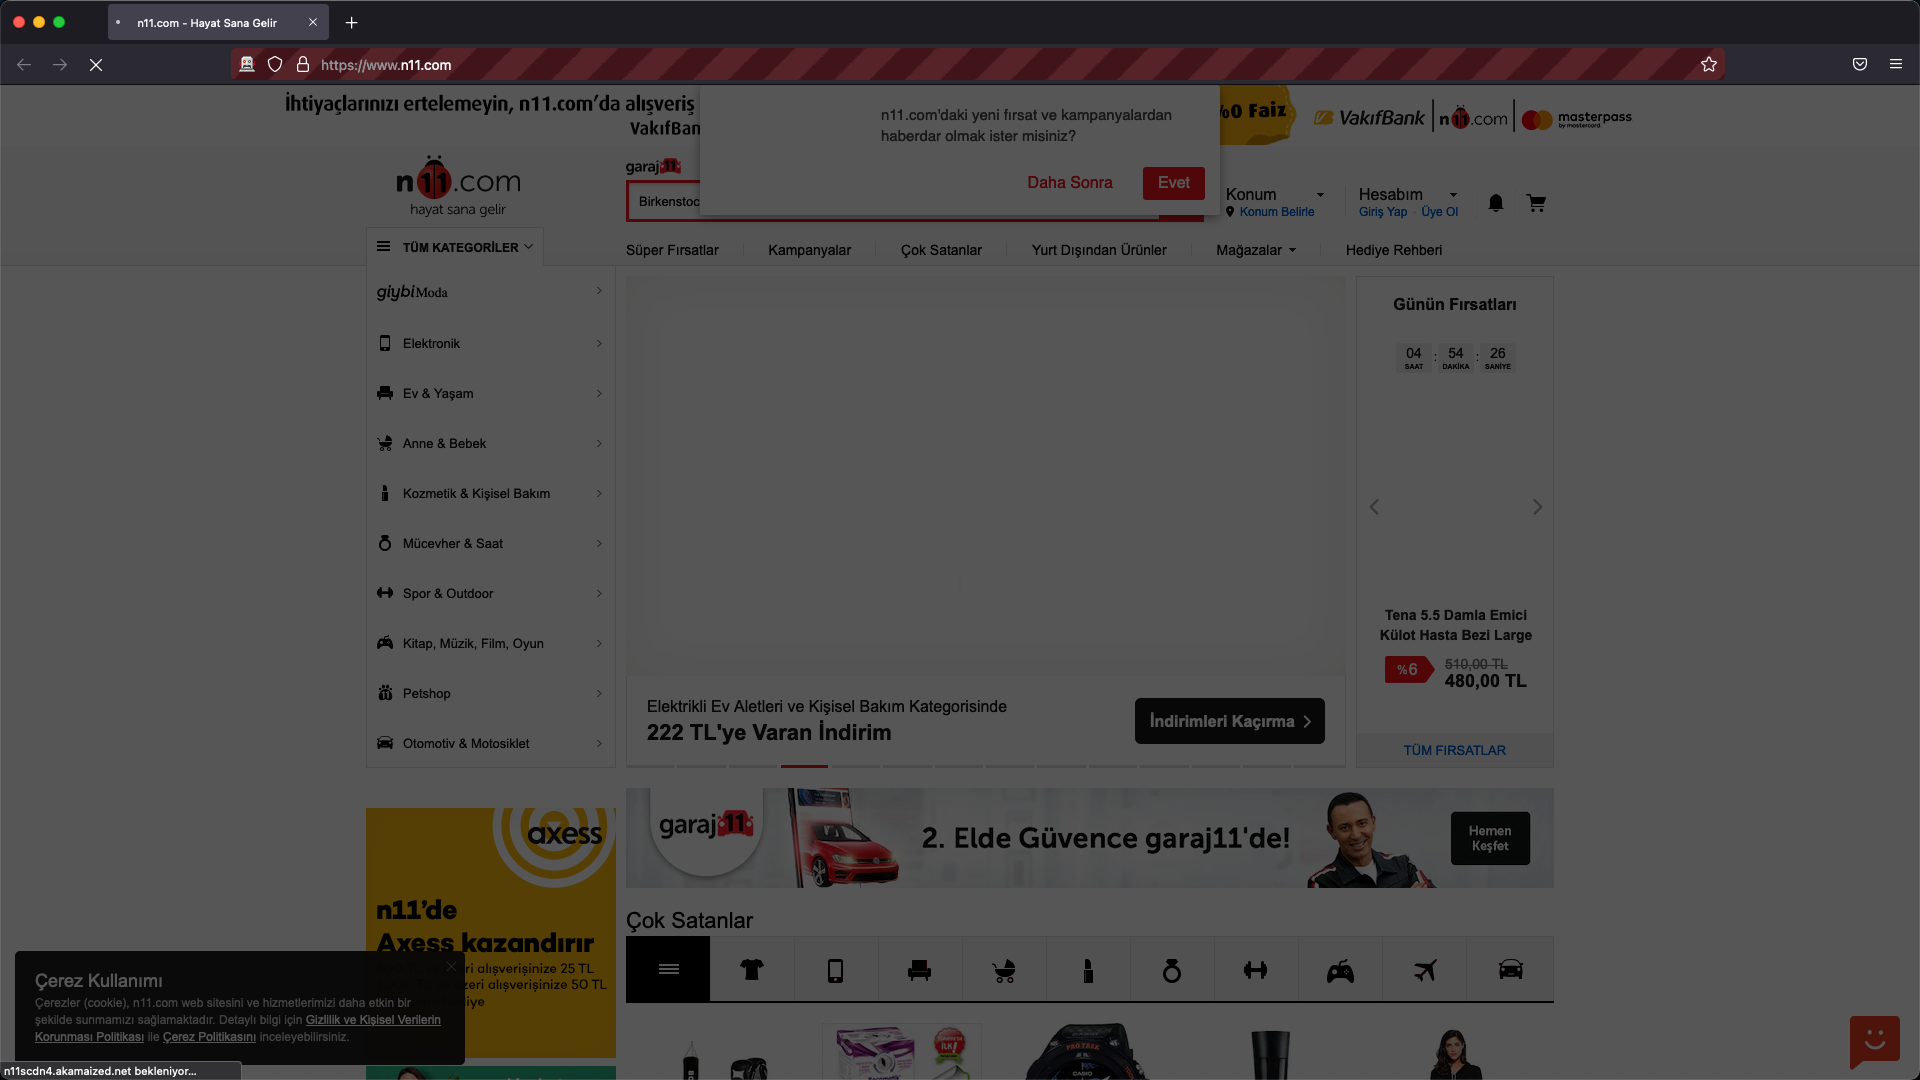 n11.com - Hayat Sana Gelir
https://www.n11.com
İhtiyaçlarınızı ertelemeyin, n11.com'da alışveriş
VakıfBan
%0 Faiz
VakıfBank
n11.com
masterpass
by mastercard
n11.com'daki yeni fırsat ve kampanyalardan
haberdar olmak ister misiniz?
Daha Sonra
Evet
n11.com
hayat sana gelir
garaj11
Birkenstoc
Konum
Konum Belirle
Hesabım
Giriş Yap · Üye Ol
TÜM KATEGORİLER
Süper Fırsatlar
Kampanyalar
Çok Satanlar
Yurt Dışından Ürünler
Mağazalar
Hediye Rehberi
giybiModa
Elektronik
Ev & Yaşam
Anne & Bebek
Kozmetik & Kişisel Bakım
Mücevher & Saat
Spor & Outdoor
Kitap, Müzik, Film, Oyun
Petshop
Otomotiv & Motosiklet
Elektrikli Ev Aletleri ve Kişisel Bakım Kategorisinde
222 TL'ye Varan İndirim
İndirimleri Kaçırma
Günün Fırsatları
04 : 54 : 26
SAAT DAKİKA SANİYE
Tena 5.5 Damla Emici
Külot Hasta Bezi Large
%6
510,00 TL
480,00 TL
TÜM FIRSATLAR
garaj11
2. Elde Güvence garaj11'de!
Hemen
Keşfet
axess
n11'de
Axess kazandırır
eri alışverişinize 25 TL
zeri alışverişinize 50 TL
iye
Çok Satanlar
PRO TREK
CASIO
Çerez Kullanımı
Çerezler (cookie), n11.com web sitesini ve hizmetlerimizi daha etkin bir
şekilde sunmamızı sağlamaktadır. Detaylı bilgi için Gizlilik ve Kişisel Verilerin
Korunması Politikası ile Çerez Politikasını inceleyebilirsiniz.
n11scdn4.akamaized.net bekleniyor...